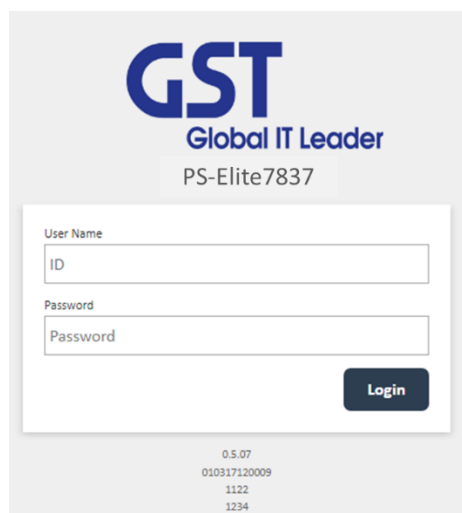 GST
Global IT Leader
PS-Elite7837
User Name
ID
Password
Password
Login
0.5.07
010317120009
1122
1234